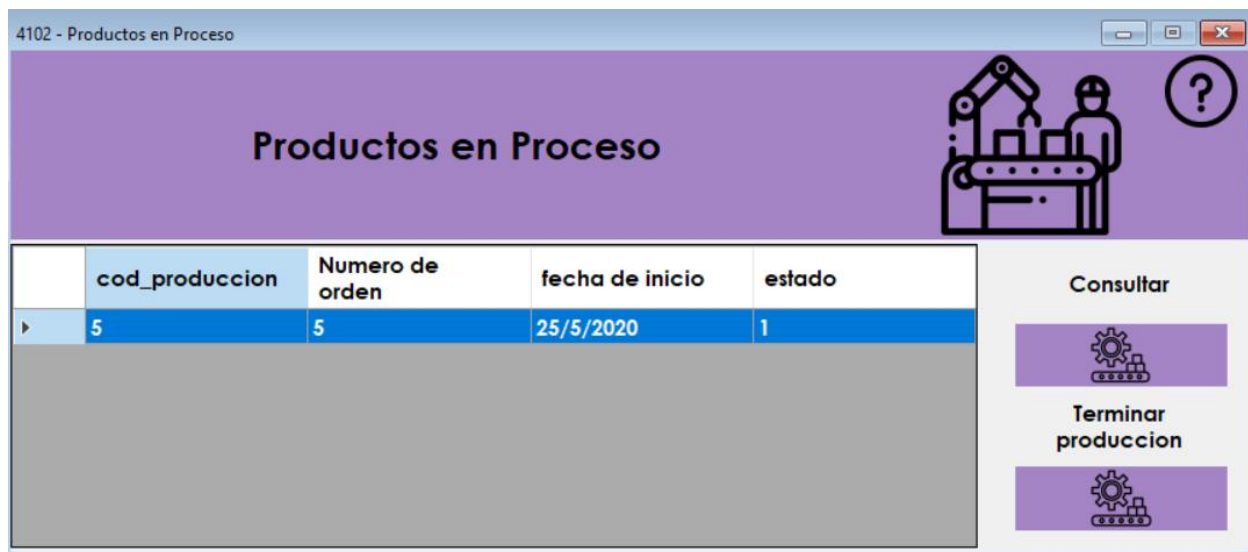 4102 - Productos en Proceso
?
Productos en Proceso
cod_produccion Numero de orden fecha de inicio estado
5 5 25/5/2020 1
Consultar
Terminar
produccion